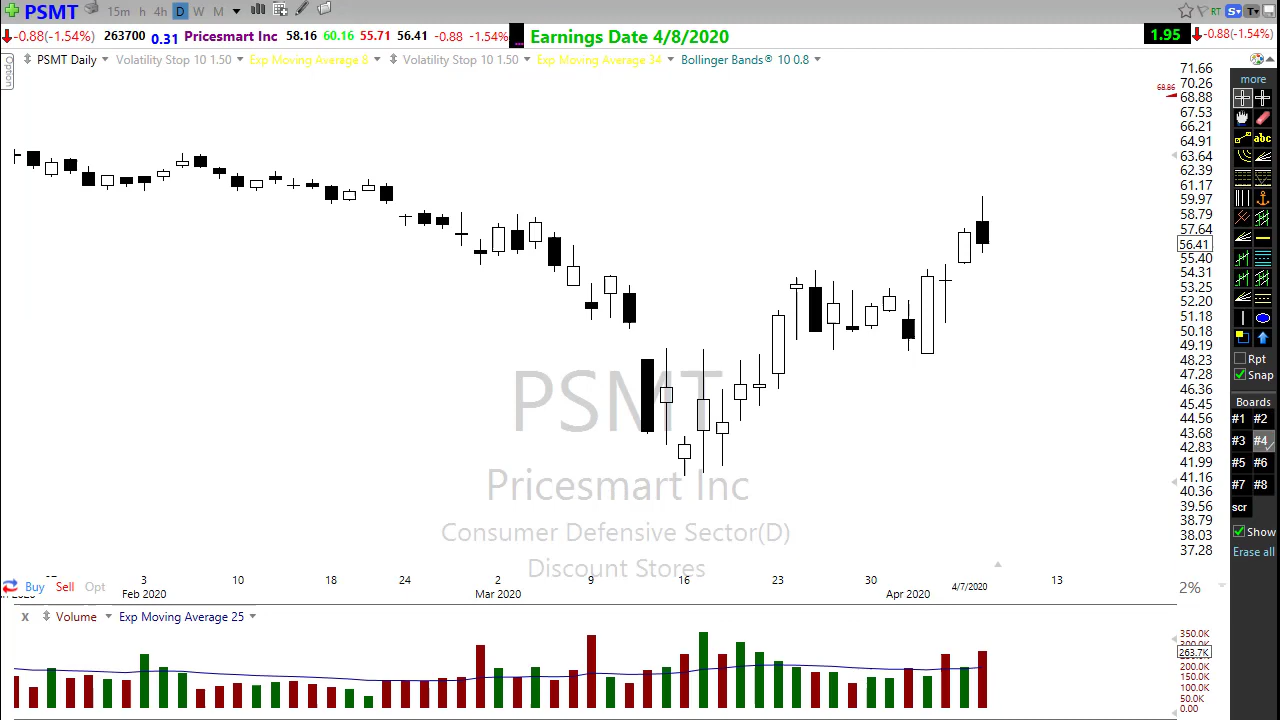 PSMT 15m h 4h D W M RT S T
-0.88(-1.54%) 263700 0.31 Pricesmart Inc 58.16 60.16 55.71 56.41 -0.88 -1.54% Earnings Date 4/8/2020 1.95 -0.88(-1.54%)
Option
PSMT Daily Volatility Stop 10 1.50 Exp Moving Average 8 Volatility Stop 10 1.50 Exp Moving Average 34 Bollinger Bands® 10 0.8
71.66
70.26
68.86
68.88
67.53
66.21
64.91
63.64
62.39
61.17
59.97
58.79
57.64
56.41
55.40
54.31
53.25
52.20
51.18
50.18
49.19
48.23
47.28
46.36
45.45
44.56
43.68
42.83
41.99
41.16
40.36
39.56
38.79
38.03
37.28
more
abc
Rpt
Snap
Boards
#1 #2
#3 #4
#5 #6
#7 #8
scr
Show
Erase all
PSMT
Pricesmart Inc
Consumer Defensive Sector(D)
Discount Stores
3 10 18 24 2 9 16 23 30 4/7/2020 13
Feb 2020 Mar 2020 Apr 2020
Buy Sell Opt 2%
x Volume Exp Moving Average 25
350.0K
263.7K
200.0K
150.0K
100.0K
50.0K
0.00